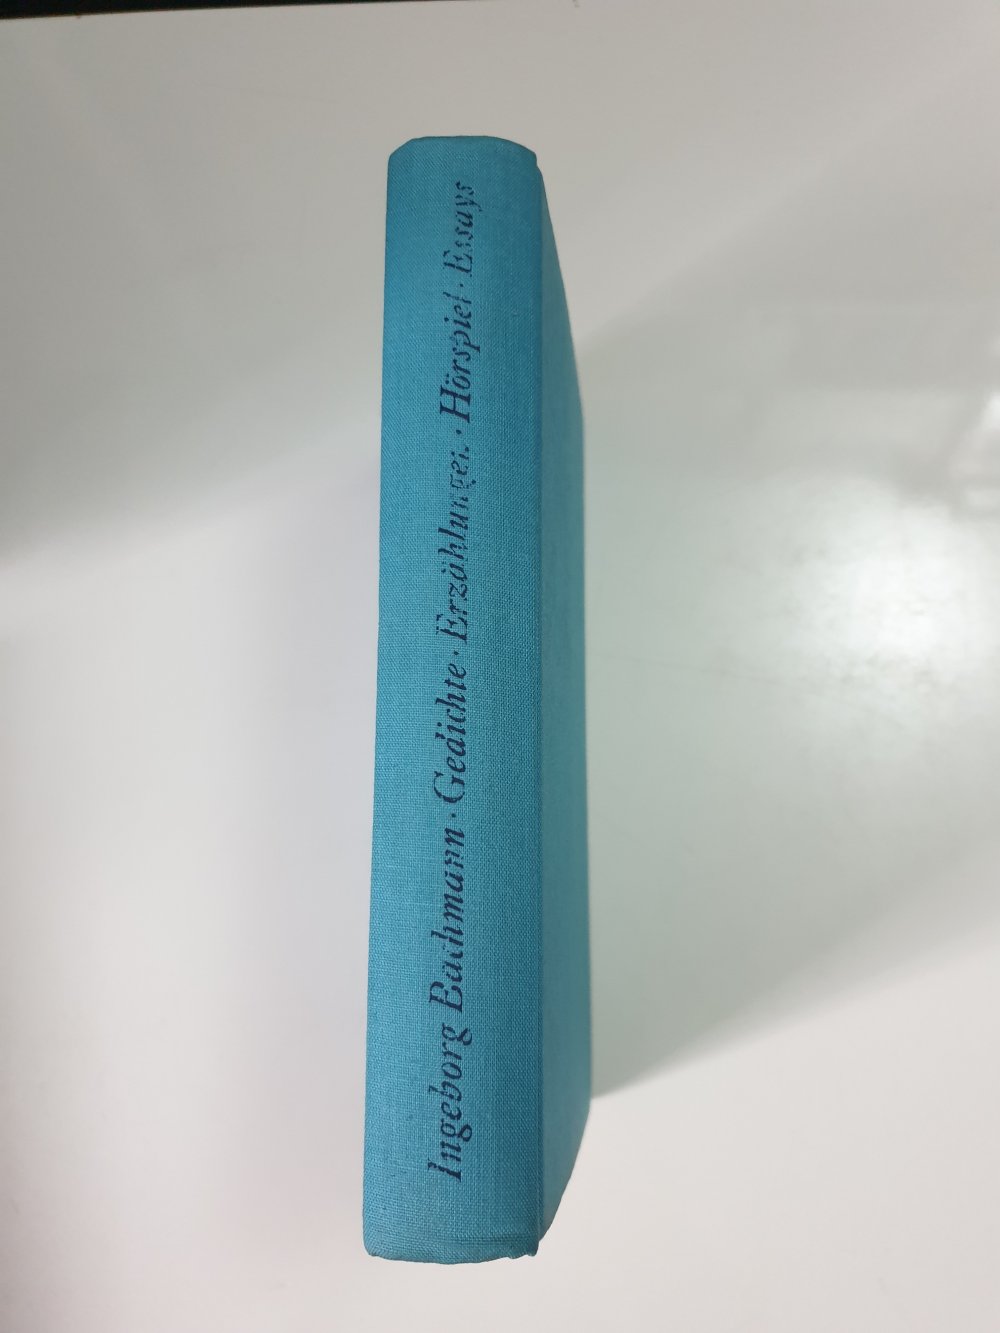 Ingeborg Bachmann · Gedichte · Erzählungen · Hörspiel · Essays